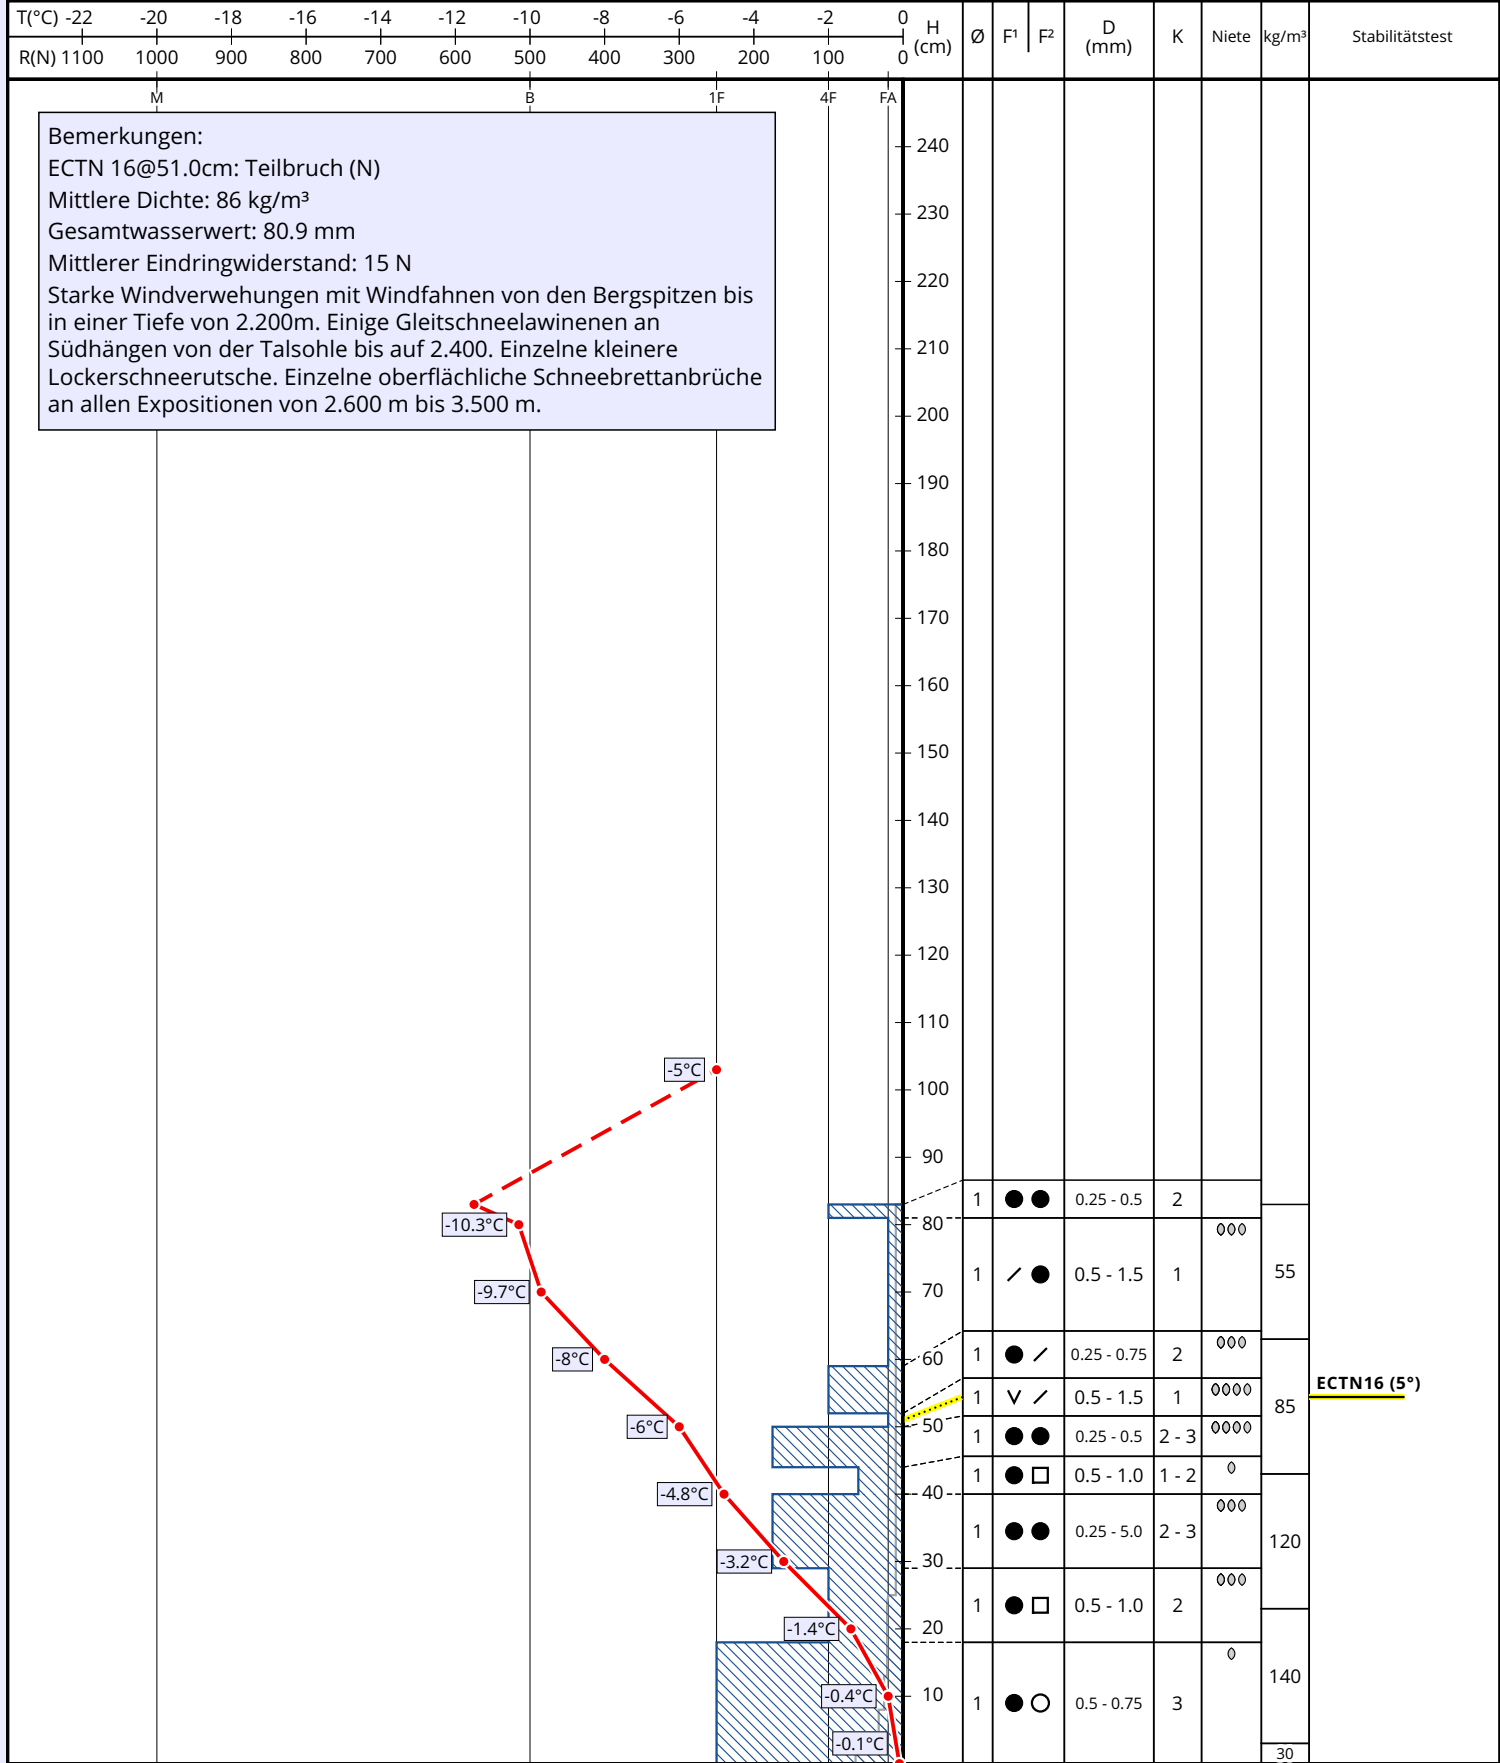 T(°C) -22 -20 -18 -16 -14 -12 -10 -8 -6 -4 -2 0
R(N) 1100 1000 900 800 700 600 500 400 300 200 100 0
H (cm) Ø F¹ F² D (mm) K Niete kg/m³ Stabilitätstest
M B 1F 4F FA
Bemerkungen:
ECTN 16@51.0cm: Teilbruch (N)
Mittlere Dichte: 86 kg/m³
Gesamtwasserwert: 80.9 mm
Mittlerer Eindringwiderstand: 15 N
Starke Windverwehungen mit Windfahnen von den Bergspitzen bis
in einer Tiefe von 2.200m. Einige Gleitschneelawinenen an
Südhängen von der Talsohle bis auf 2.400. Einzelne kleinere
Lockerschneerutsche. Einzelne oberflächliche Schneebrettanbrüche
an allen Expositionen von 2.600 m bis 3.500 m.
240
230
220
210
200
190
180
170
160
150
140
130
120
110
-5°C
100
90
1 0.25 - 0.5 2
-10.3°C 80
1 0.5 - 1.5 1 55
-9.7°C 70
-8°C 60
1 0.25 - 0.75 2
ECTN16 (5°)
1 0.5 - 1.5 1 85
-6°C 50
1 0.25 - 0.5 2 - 3
1 0.5 - 1.0 1 - 2
-4.8°C 40
1 0.25 - 5.0 2 - 3 120
-3.2°C 30
1 0.5 - 1.0 2
-1.4°C 20
140
-0.4°C 10
1 0.5 - 0.75 3
-0.1°C
30